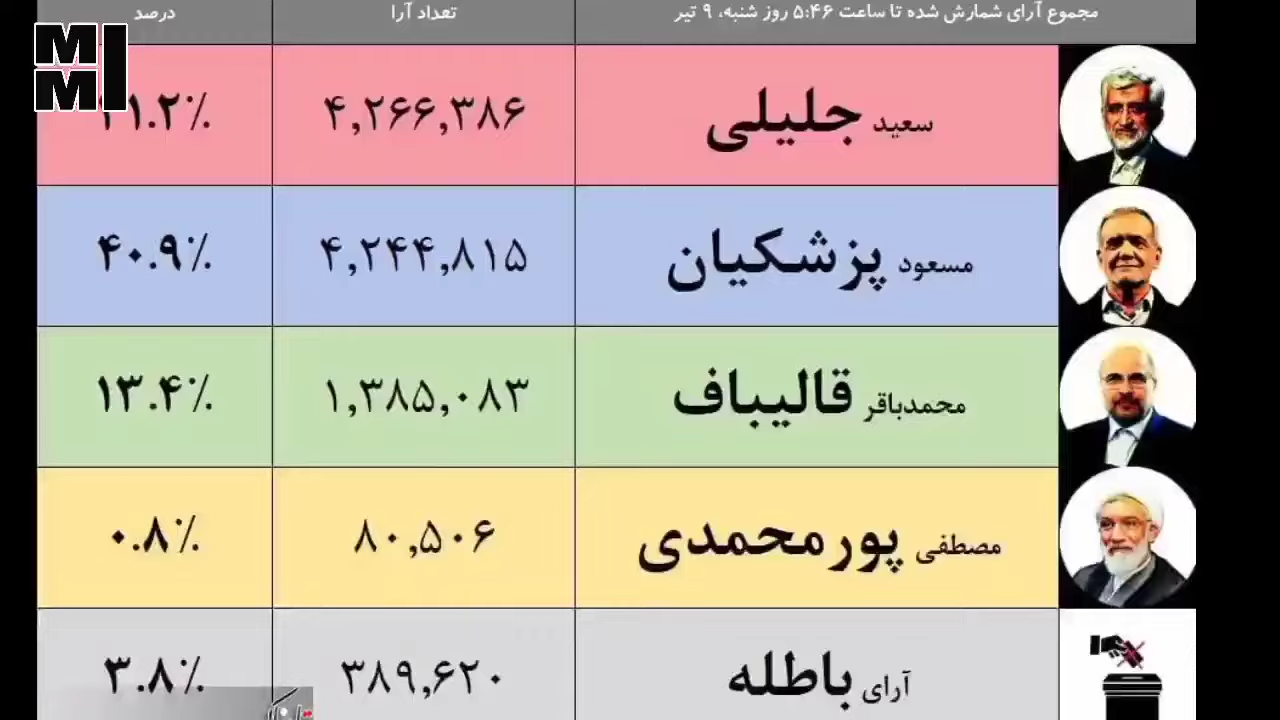 مجموع آرای شمارش شده تا ساعت ۵:۴۶ روز شنبه، ۹ تیر تعداد آرا درصد
سعید جلیلی ۴,۲۶۶,۳۸۶
مسعود پزشکیان ۴,۲۴۴,۸۱۵ ۴۰.۹٪
محمدباقر قالیباف ۱,۳۸۵,۰۸۳ ۱۳.۴٪
مصطفی پورمحمدی ۸۰,۵۰۶ ۰.۸٪
آرای باطله ۳۸۹,۶۲۰ ۳.۸٪